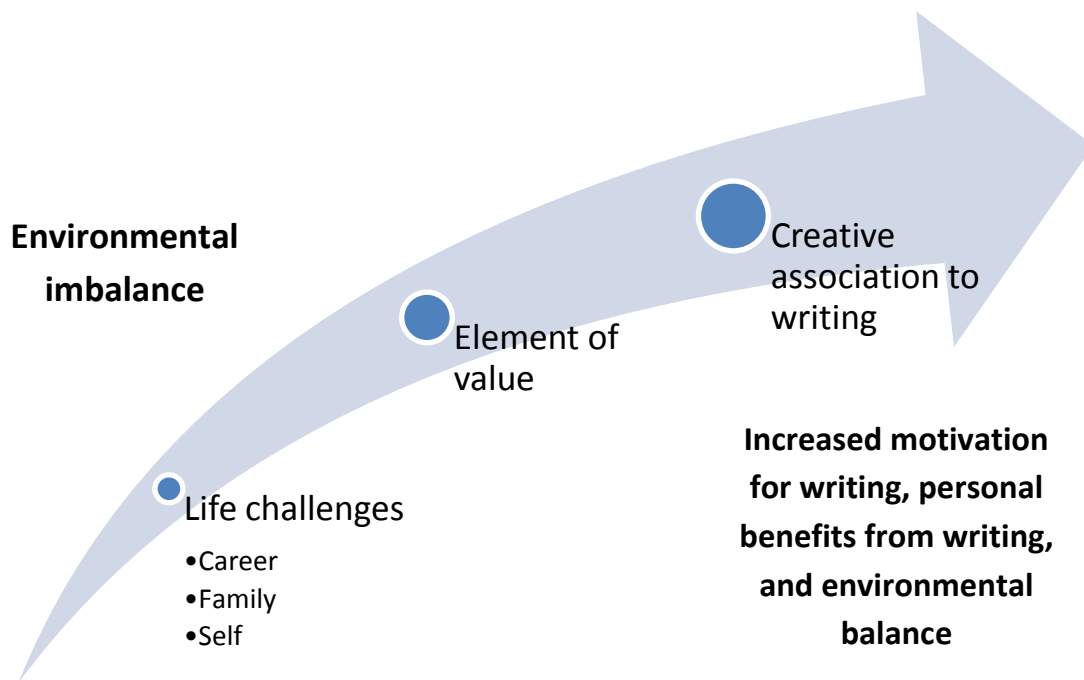 Environmental
imbalance
Life challenges
•Career
•Family
•Self
Element of
value
Creative
association to
writing
Increased motivation
for writing, personal
benefits from writing,
and environmental
balance